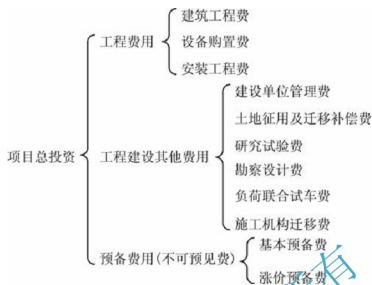 建筑工程费
工程费用
设备购置费
安装工程费
建设单位管理费
土地征用及迁移补偿费
研究试验费
项目总投资
工程建设其他费用
勘察设计费
负荷联合试车费
施工机构迁移费
基本预备费
预备费用(不可预见费)
涨价预备费
有